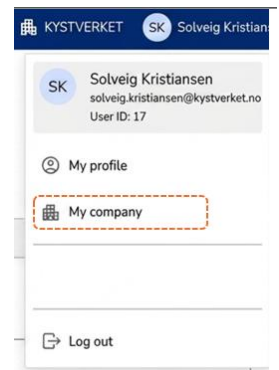 KYSTVERKET SK Solveig Kristian
SK
Solveig Kristiansen
solveig.kristiansen@kystverket.no
User ID: 17
My profile
My company
Log out